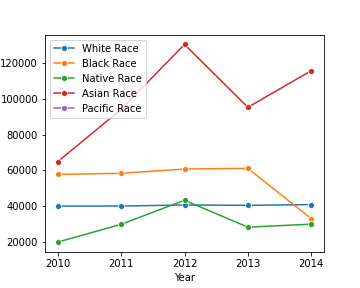 White Race
Black Race
Native Race
Asian Race
Pacific Race
120000
100000
80000
60000
40000
20000
2010 2011 2012 2013 2014
Year